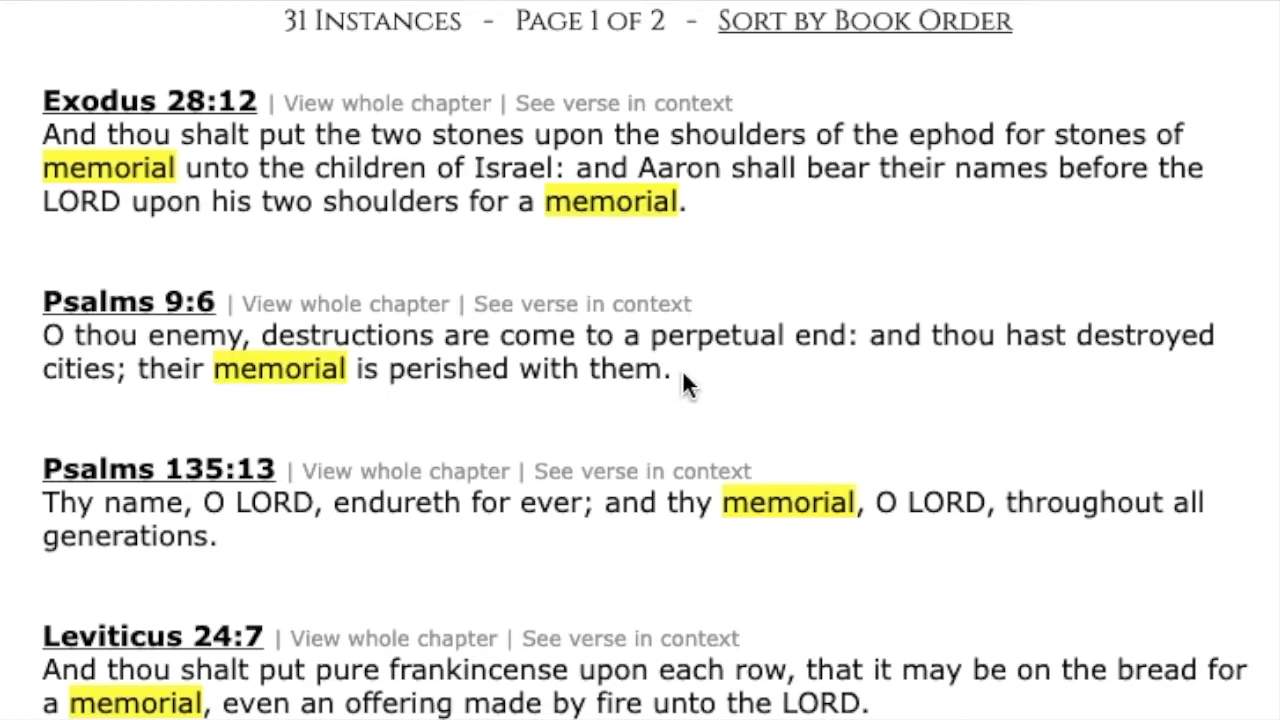 31 Instances - Page 1 of 2 - Sort by Book Order
Exodus 28:12 | View whole chapter | See verse in context
And thou shalt put the two stones upon the shoulders of the ephod for stones of
memorial unto the children of Israel: and Aaron shall bear their names before the
LORD upon his two shoulders for a memorial.
Psalms 9:6 | View whole chapter | See verse in context
O thou enemy, destructions are come to a perpetual end: and thou hast destroyed
cities; their memorial is perished with them.
Psalms 135:13 | View whole chapter | See verse in context
Thy name, O LORD, endureth for ever; and thy memorial, O LORD, throughout all
generations.
Leviticus 24:7 | View whole chapter | See verse in context
And thou shalt put pure frankincense upon each row, that it may be on the bread for
a memorial, even an offering made by fire unto the LORD.